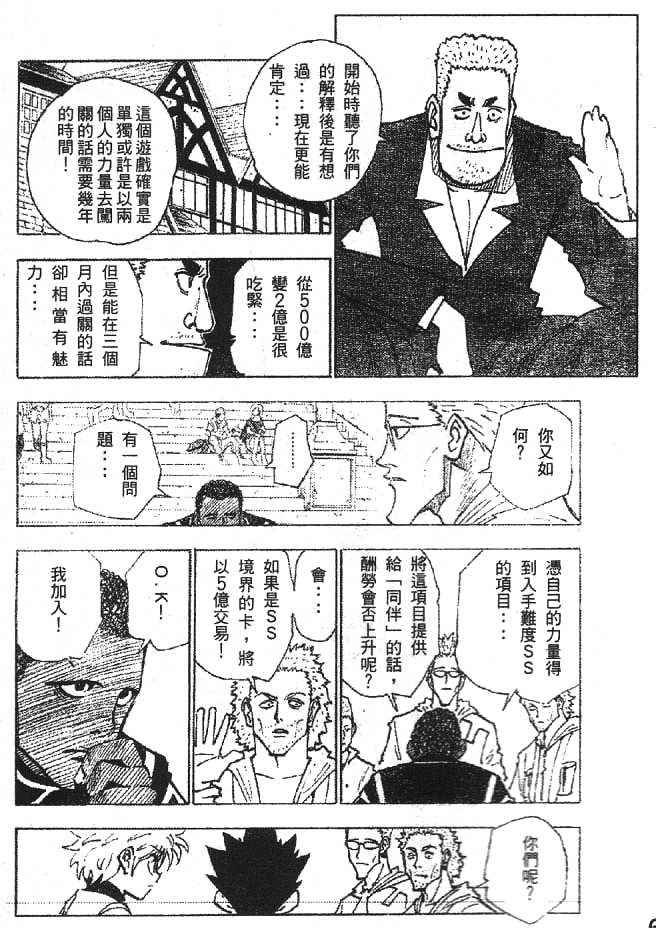 開始時聽了你們
的解釋後是有想
過：：現在更能
肯定：：：
這個遊戲確實是
單獨或許是以兩
個人的力量去闖
關的話需要幾年
的時間！
從500億
變2億是很
吃緊：：：
但是能在三個
月內過關的話
卻相當有魅
力：：：
你又如
何？
………
有一個問
題：：：
憑自己的力量得
到入手難度SS
的項目：：：
將這項目提供
給「同伴」的話，
酬勞會否上升呢？
會：：：
如果是SS
境界的卡，將
以5億交易！
O.K!
我加入！
你們呢？